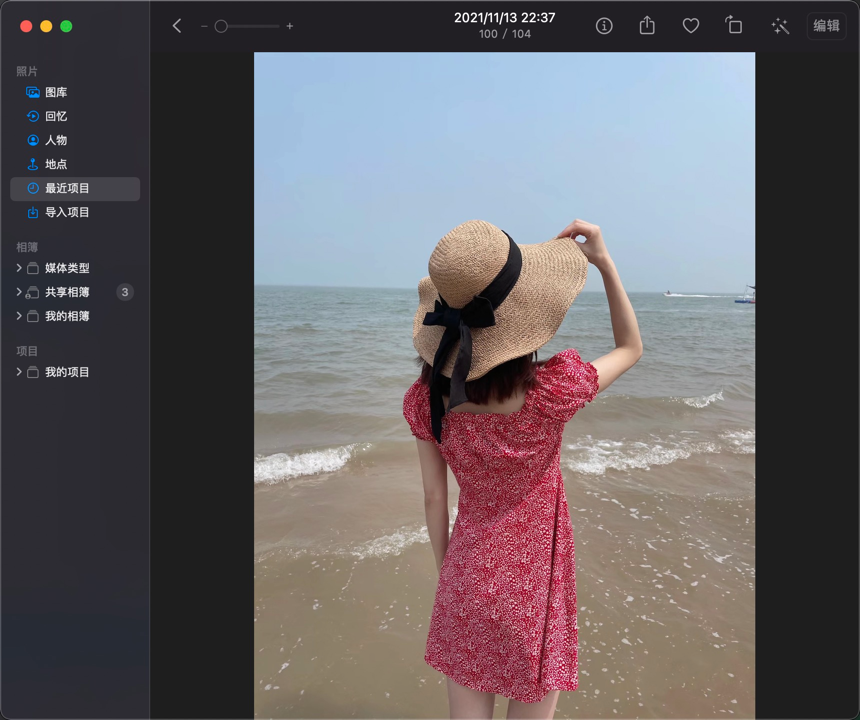 2021/11/13 22:37
100 / 104
编辑
照片
图库
回忆
人物
地点
最近项目
导入项目
相簿
媒体类型
共享相簿 3
我的相簿
项目
我的项目